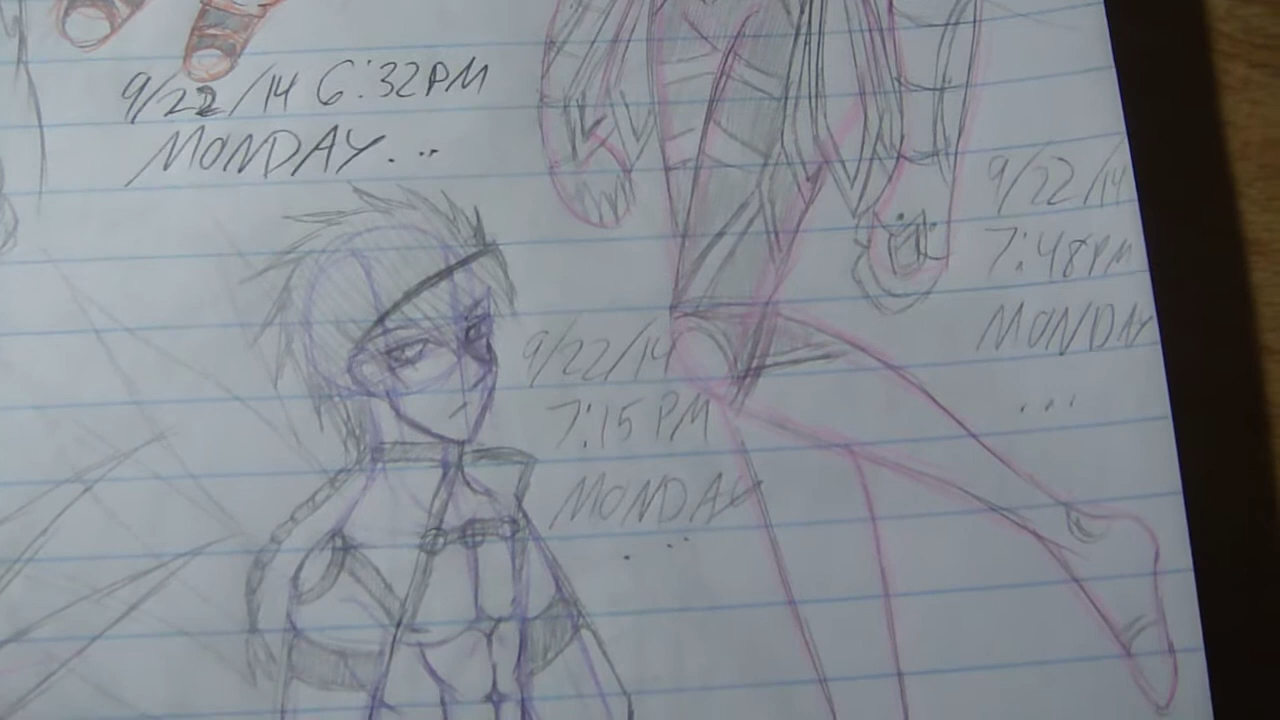 9/22/14 6:32PM
MONDAY...
9/22/14
7:15 PM
MONDAY
...
9/22/14
7:48PM
MONDAY
...